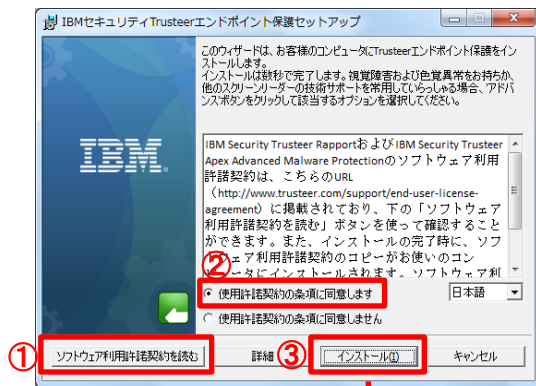 IBMセキュリティTrusteerエンドポイント保護セットアップ
このウィザードは、お客様のコンピュータにTrusteerエンドポイント保護をイン
ストールします。
インストールは数秒で完了します。視覚障害および色覚異常をお持ちか、
他のスクリーンリーダーの技術サポートを常用していらっしゃる場合、アドバ
ンスボタンをクリックして該当するオプションを選択してください。
IBM.
IBM Security Trusteer Rapportおよび IBM Security Trusteer
Apex Advanced Malware Protectionのソフトウェア利用
許諾契約は、こちらのURL
（http://www.trusteer.com/support/end-user-license-
agreement）に掲載されており、下の「ソフトウェア
利用許諾契約を読む」ボタンを使って確認すること
ができます。また、インストールの完了時に、ソフ
トウェア利用許諾契約のコピーがお使いのコン
ータにインストールされます。ソフトウェア利
②
使用許諾契約の条項に同意します
日本語
使用許諾契約の条項に同意しません
①
ソフトウェア利用許諾契約を読む
詳細
③
インストール(I)
キャンセル